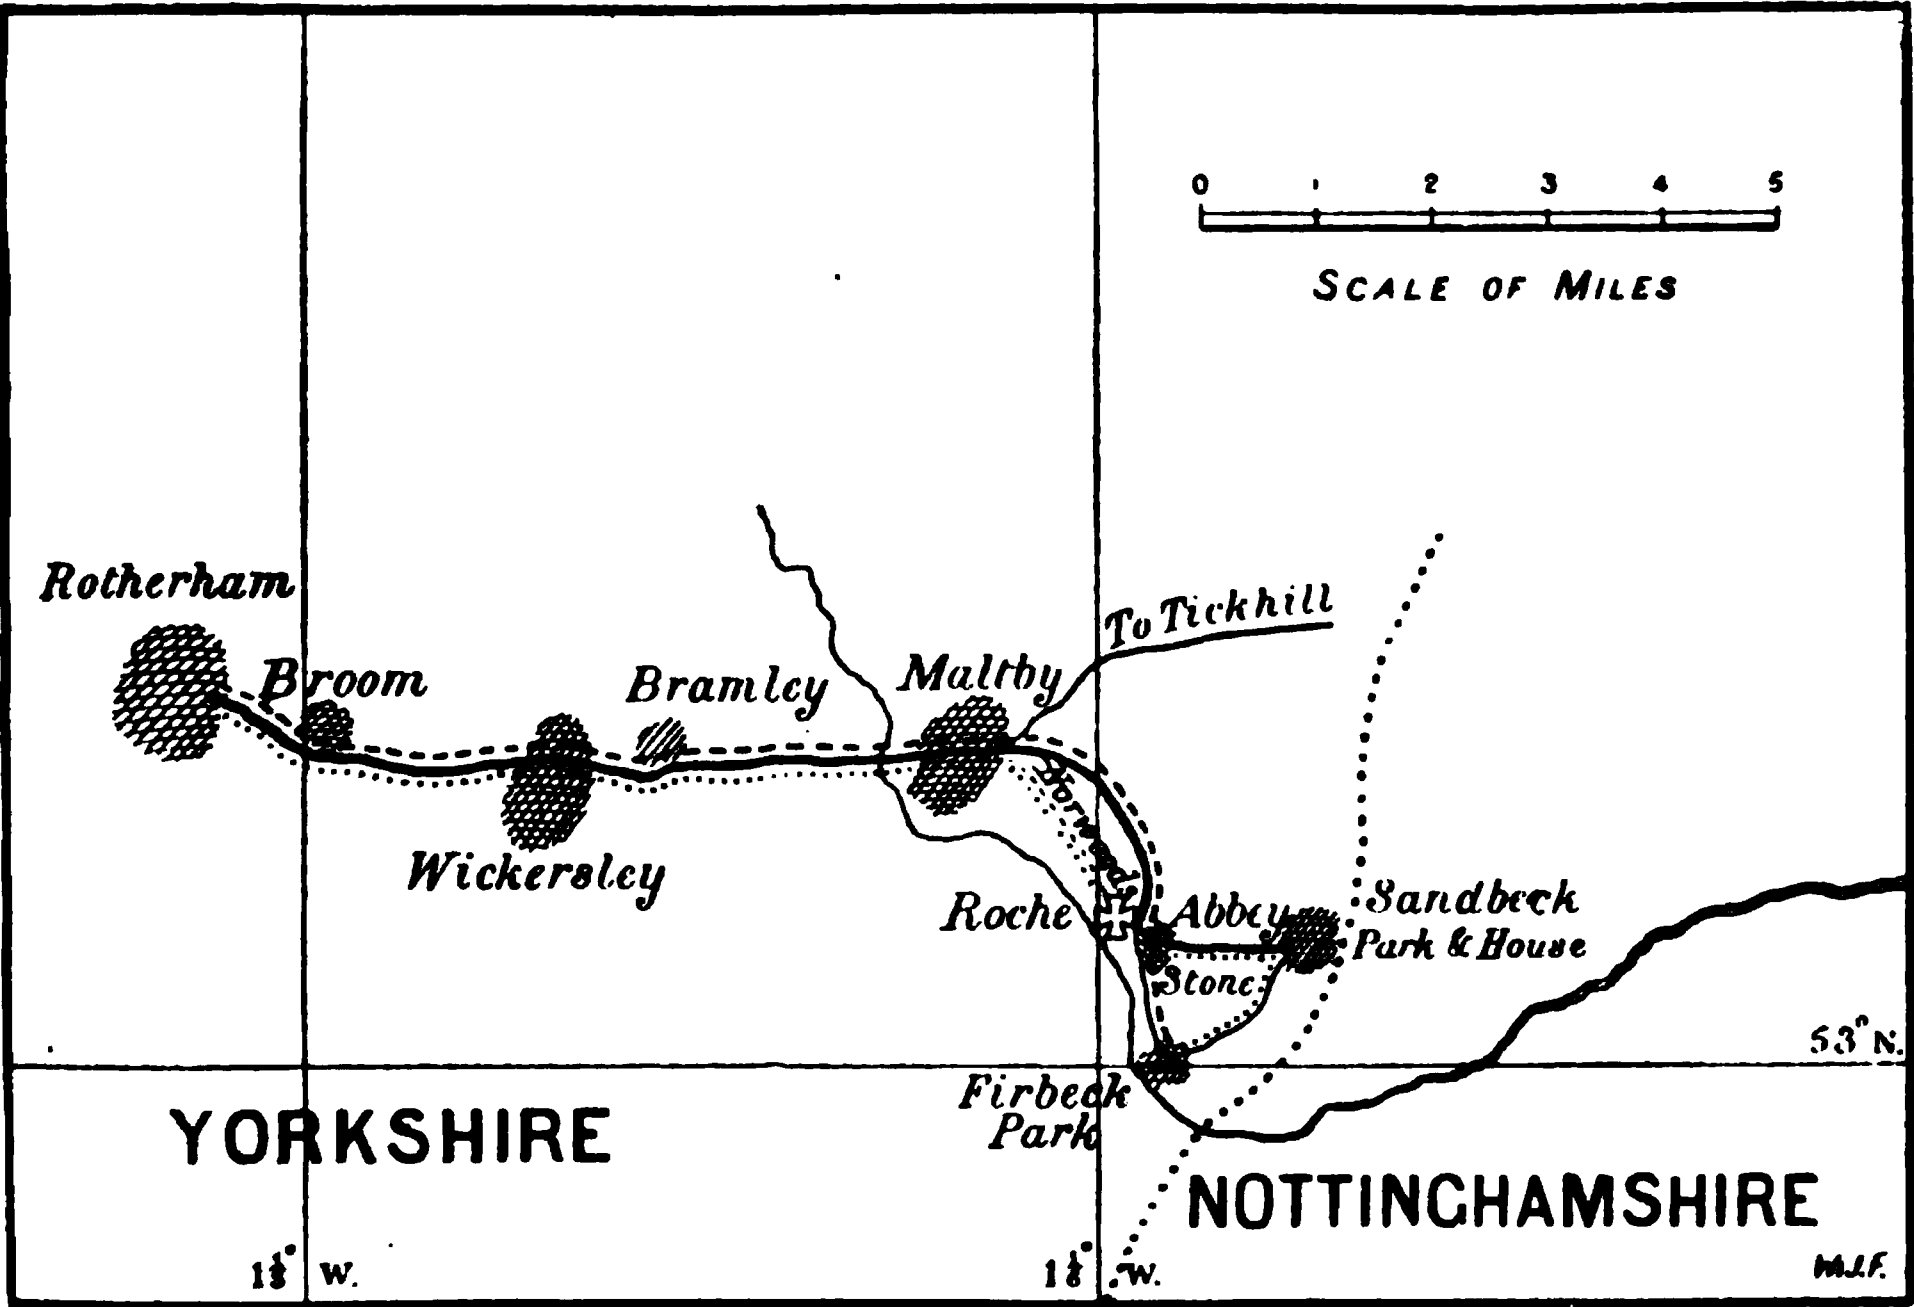 0 1 2 3 4 5
SCALE OF MILES
To Tickhill
Rotherham
Broom
Bramley
Maltby
Wickersley
Norwoods
Roche
Abbey
Stone
Sandbeck
Park & House
53° N.
Firbeck
Park
YORKSHIRE
NOTTINGHAMSHIRE
W.
W.
M.J.F.